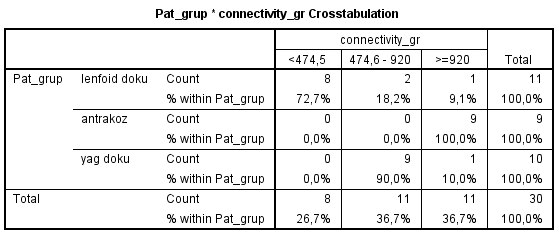 Pat_grup * connectivity_gr Crosstabulation
connectivity_gr
<474,5 474,6 - 920 >=920 Total
Pat_grup lenfoid doku Count 8 2 1 11
% within Pat_grup 72,7% 18,2% 9,1% 100,0%
antrakoz Count 0 0 9 9
% within Pat_grup 0,0% 0,0% 100,0% 100,0%
yag doku Count 0 9 1 10
% within Pat_grup 0,0% 90,0% 10,0% 100,0%
Total Count 8 11 11 30
% within Pat_grup 26,7% 36,7% 36,7% 100,0%